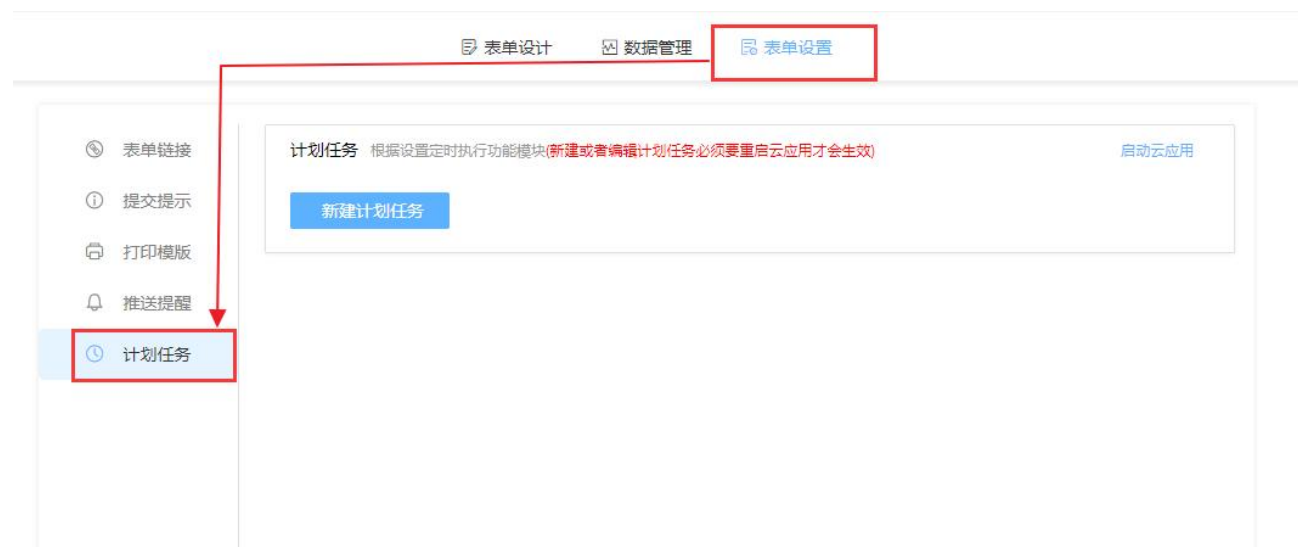 表单设计 数据管理 表单设置
表单链接
提交提示
打印模版
推送提醒
计划任务
计划任务 根据设置定时执行功能模块(新建或者编辑计划任务必须要重启云应用才会生效) 启动云应用
新建计划任务